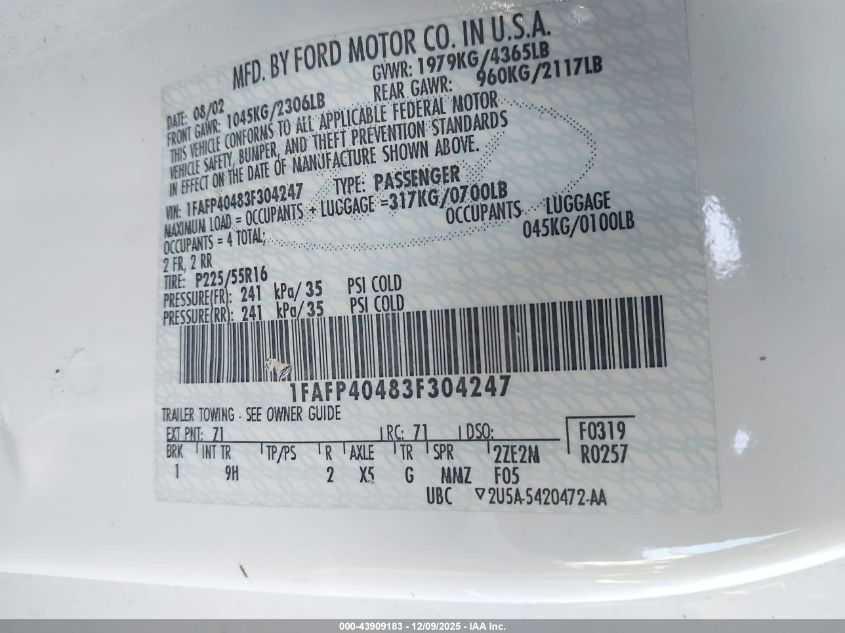 MFD. BY FORD MOTOR CO. IN U.S.A.
DATE: 08/02 GVWR: 1979KG/4365LB
FRONT GAWR: 1045KG/2306LB REAR GAWR: 960KG/2117LB
THIS VEHICLE CONFORMS TO ALL APPLICABLE FEDERAL MOTOR
VEHICLE SAFETY, BUMPER, AND THEFT PREVENTION STANDARDS
IN EFFECT ON THE DATE OF MANUFACTURE SHOWN ABOVE.
VIN: 1FAFP40483F304247 TYPE: PASSENGER
MAXIMUM LOAD = OCCUPANTS + LUGGAGE =317KG/0700LB
OCCUPANTS = 4 TOTAL; OCCUPANTS LUGGAGE
2 FR, 2 RR 045KG/0100LB
TIRE: P225/55R16
PRESSURE(FR): 241 kPa/35 PSI COLD
PRESSURE(RR): 241 kPa/35 PSI COLD
1FAFP40483F304247
TRAILER TOWING - SEE OWNER GUIDE
EXT PNT: 71 RC: 71 DSO: F0319
BRK INT TR TP/PS R AXLE TR SPR 2ZE2N R0257
1 9H 2 X5 G MMZ F05
UBC ▽2U5A-5420472-AA
000-43909183 - 12/09/2025 - IAA Inc.